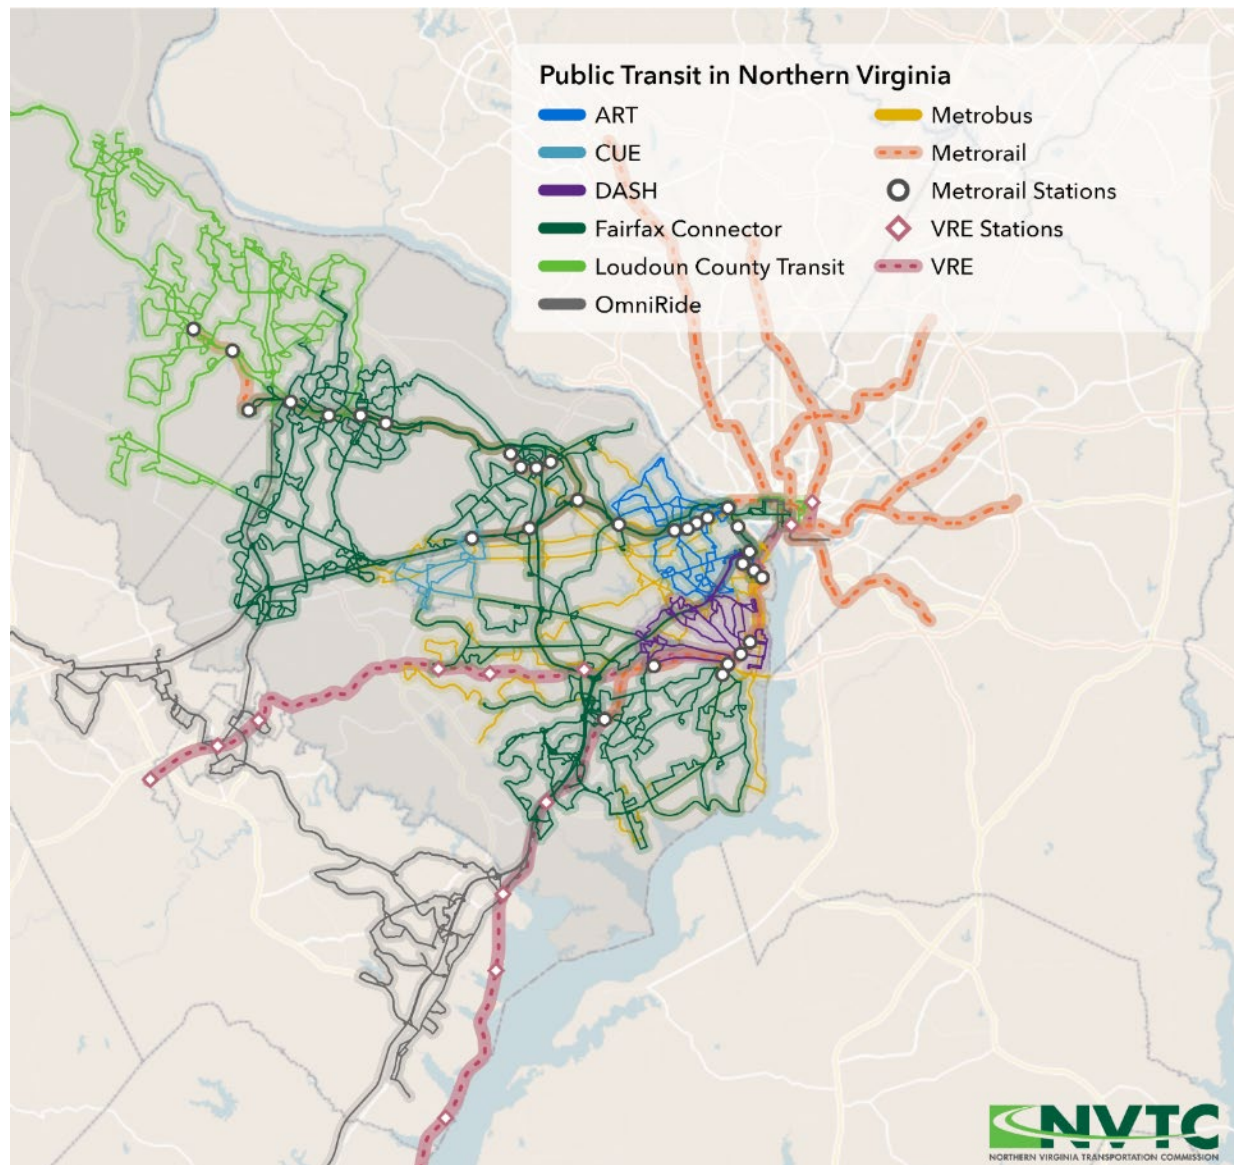 Public Transit in Northern Virginia
ART
CUE
DASH
Fairfax Connector
Loudoun County Transit
OmniRide
Metrobus
Metrorail
Metrorail Stations
VRE Stations
VRE
NVTC
NORTHERN VIRGINIA TRANSPORTATION COMMISSION